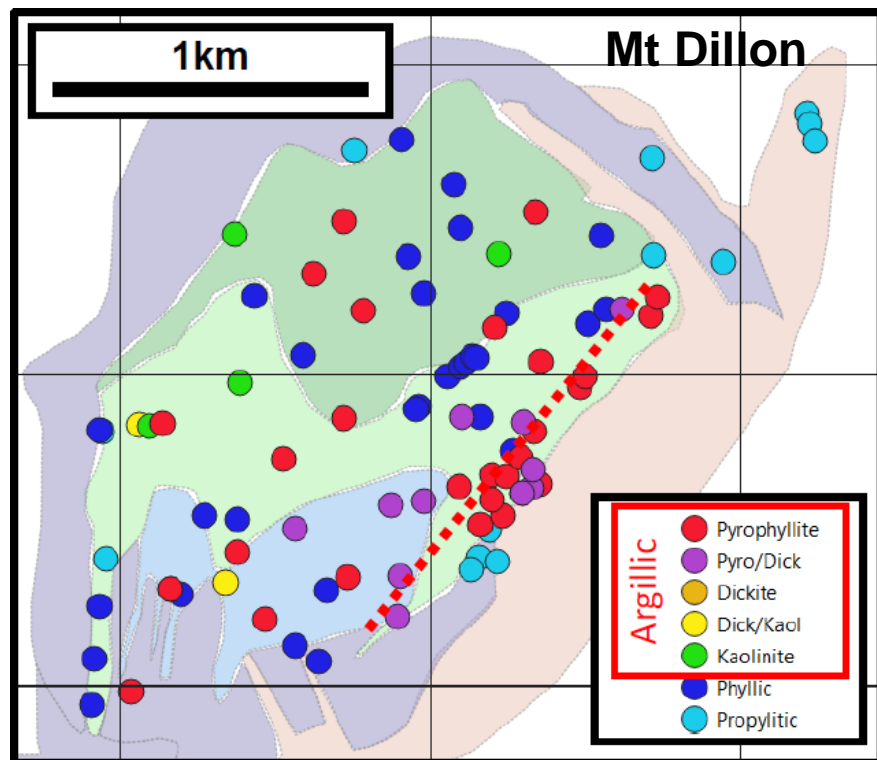 1km
Mt Dillon
Argillic
Pyrophyllite
Pyro/Dick
Dickite
Dick/Kaol
Kaolinite
Phyllic
Propylitic